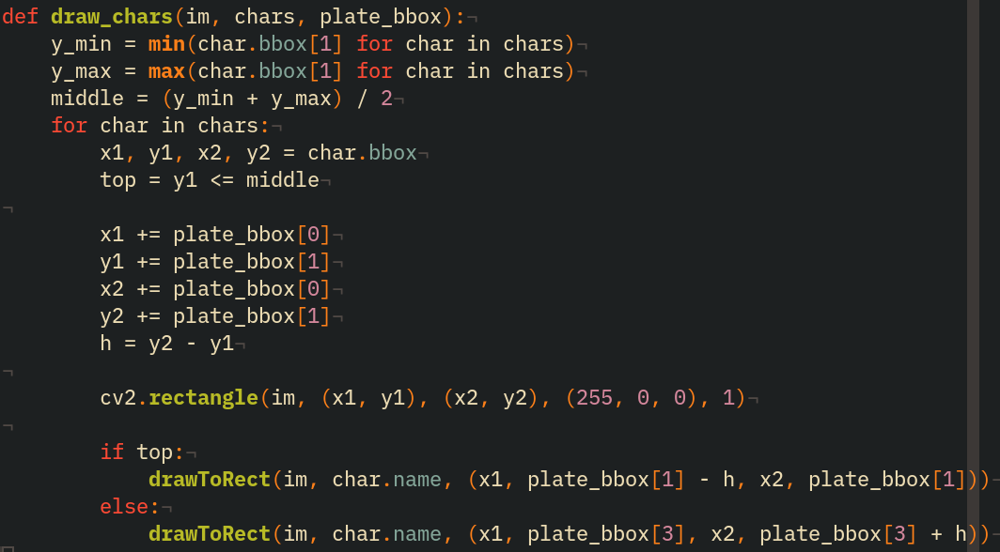 def draw_chars(im, chars, plate_bbox):¬
    y_min = min(char.bbox[1] for char in chars)¬
    y_max = max(char.bbox[1] for char in chars)¬
    middle = (y_min + y_max) / 2¬
    for char in chars:¬
        x1, y1, x2, y2 = char.bbox¬
        top = y1 <= middle¬
¬
        x1 += plate_bbox[0]¬
        y1 += plate_bbox[1]¬
        x2 += plate_bbox[0]¬
        y2 += plate_bbox[1]¬
        h = y2 - y1¬
¬
        cv2.rectangle(im, (x1, y1), (x2, y2), (255, 0, 0), 1)¬
¬
        if top:¬
            drawToRect(im, char.name, (x1, plate_bbox[1] - h, x2, plate_bbox[1]))¬
        else:¬
            drawToRect(im, char.name, (x1, plate_bbox[3], x2, plate_bbox[3] + h))¬